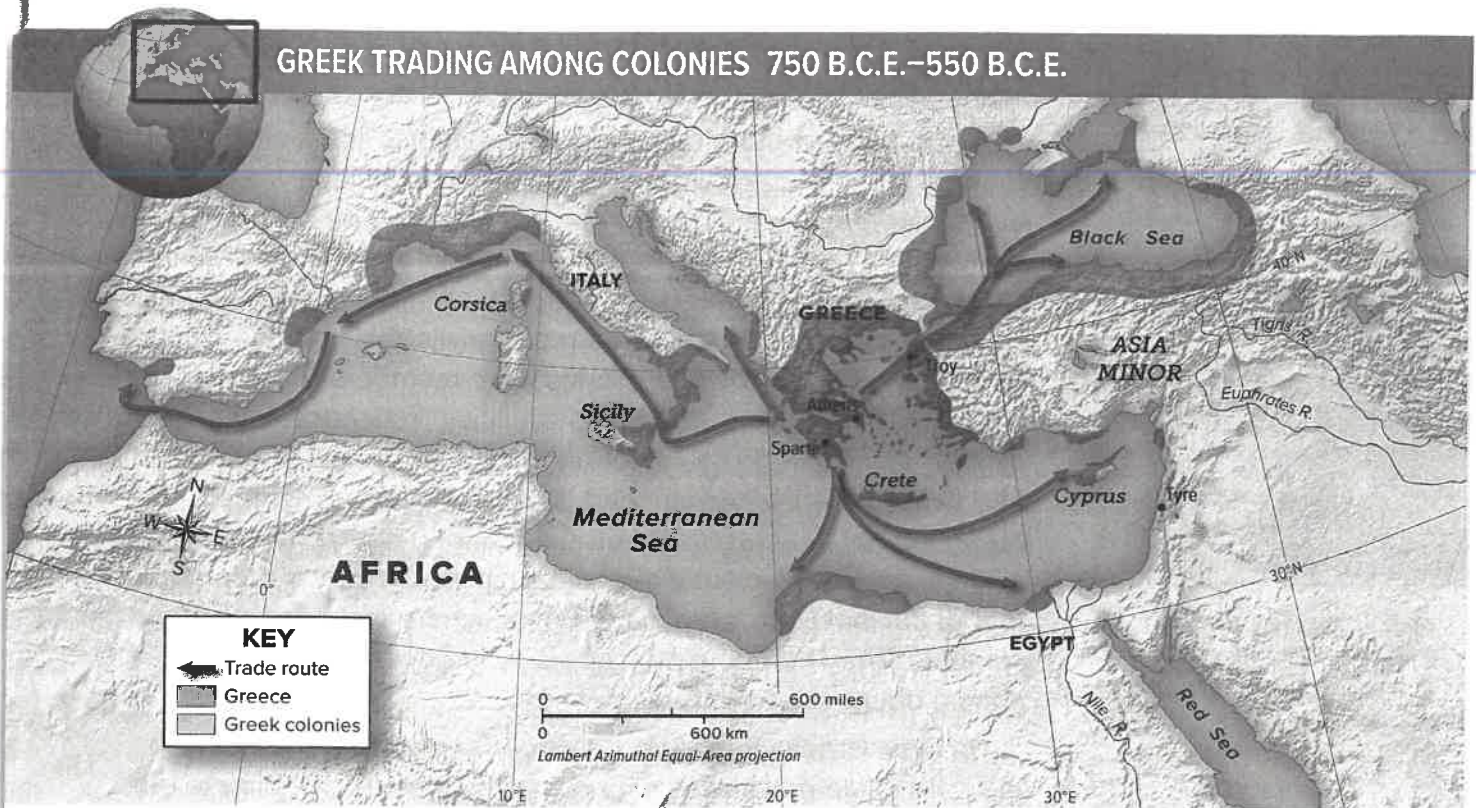 GREEK TRADING AMONG COLONIES 750 B.C.E.–550 B.C.E.
Black Sea
40°N
ITALY
Corsica
GREECE
Tigris R.
ASIA
MINOR
Troy
Euphrates R.
Athens
Sicily
Sparta
Crete
Cyprus
Tyre
N
W
E
S
Mediterranean
Sea
AFRICA
0°
30°N
KEY
Trade route
Greece
Greek colonies
EGYPT
Nile R.
Red Sea
0
600 miles
0
600 km
Lambert Azimuthal Equal-Area projection
10°E
20°E
30°E